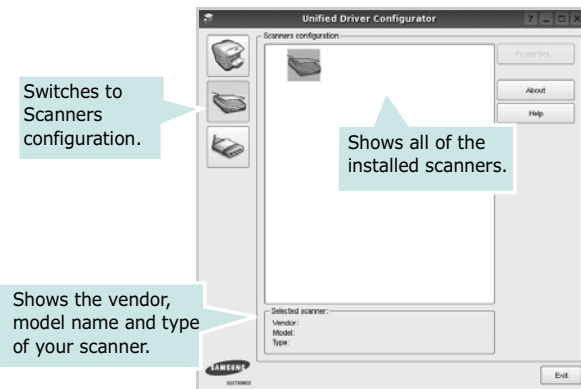 Unified Driver Configurator
Scanners configuration
Properties...
About
Help
Switches to
Scanners
configuration.
Shows all of the
installed scanners.
Shows the vendor,
model name and type
of your scanner.
Selected scanner:
Vendor:
Model:
Type:
SAMSUNG
ELECTRONICS
Exit